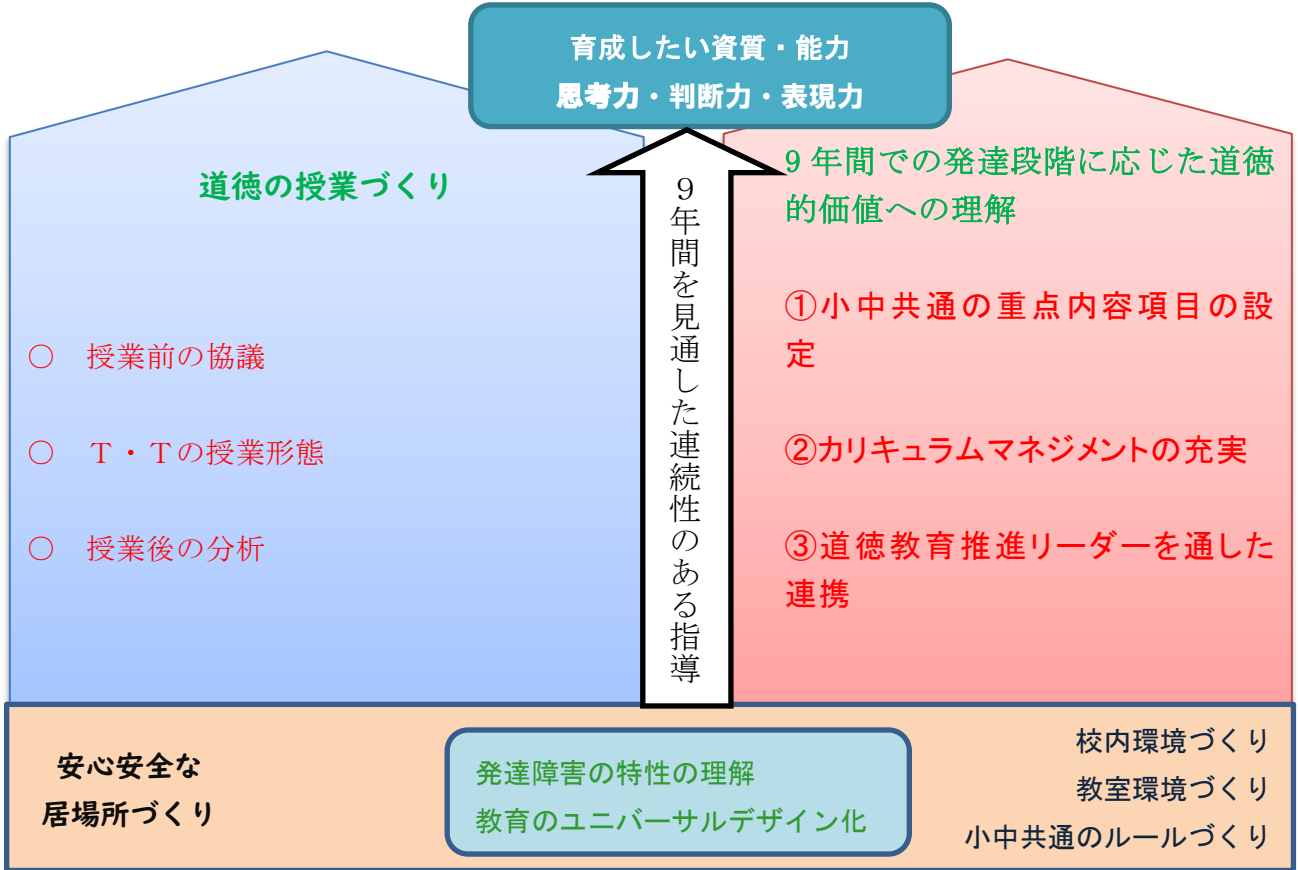 育成したい資質・能力
思考力・判断力・表現力
道徳の授業づくり
○　授業前の協議
○　Ｔ・Ｔの授業形態
○　授業後の分析
９年間を見通した連続性のある指導
9 年間での発達段階に応じた道徳
的価値への理解
①小中共通の重点内容項目の設
定
②カリキュラムマネジメントの充実
③道徳教育推進リーダーを通した
連携
安心安全な
居場所づくり
発達障害の特性の理解
教育のユニバーサルデザイン化
校内環境づくり
教室環境づくり
小中共通のルールづくり